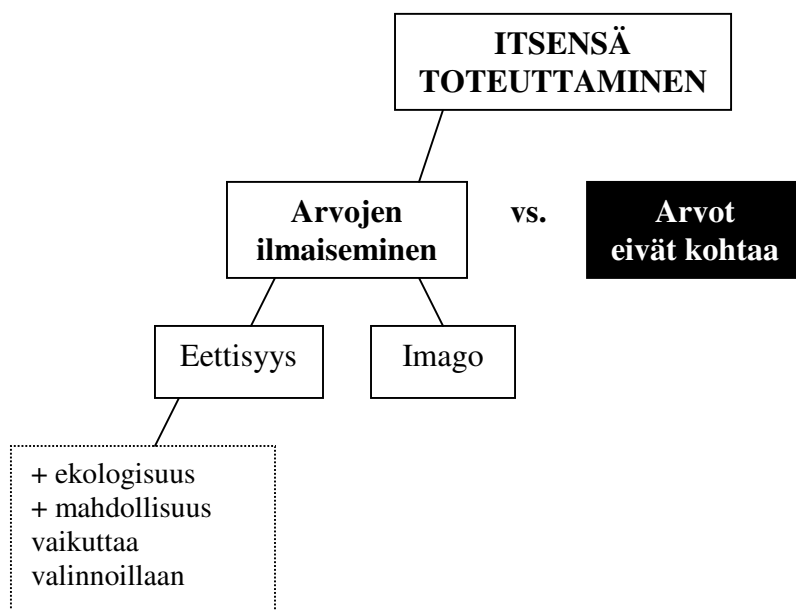 ITSENSÄ
TOTEUTTAMINEN
Arvojen
ilmaiseminen
vs.
Arvot
eivät kohtaa
Eettisyys
Imago
+ ekologisuus
+ mahdollisuus
vaikuttaa
valinnoillaan